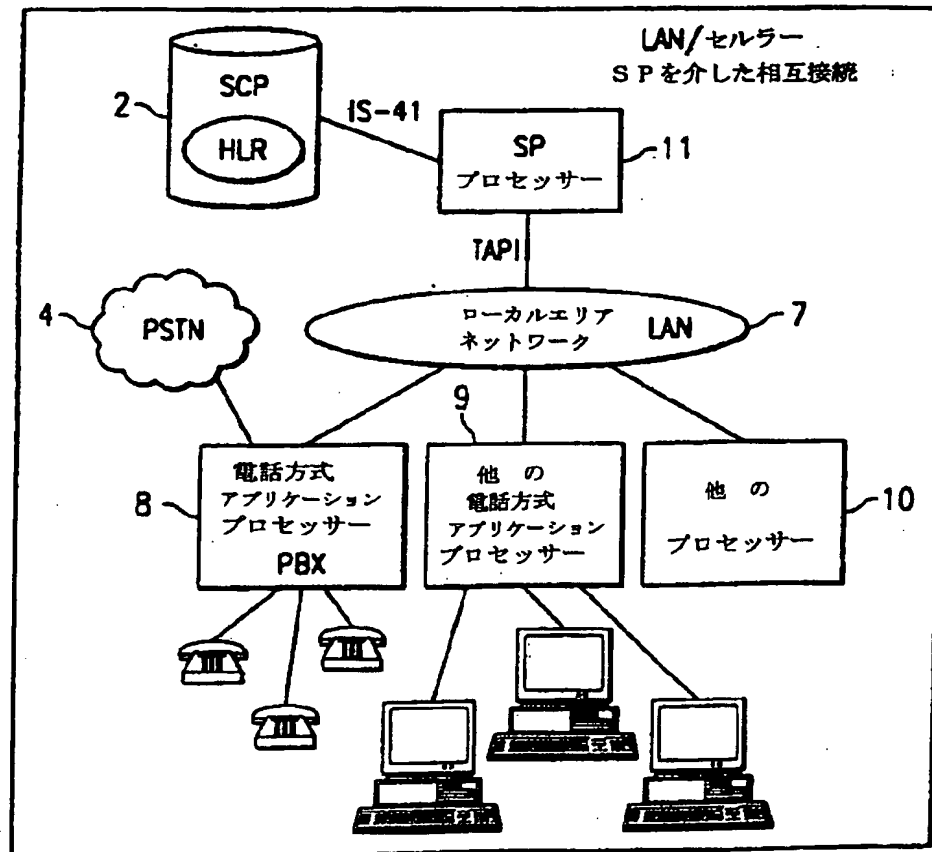 LAN/セルラー
SPを介した相互接続
2
SCP
HLR
IS-41
SP
プロセッサー
11
TAPI
4
PSTN
ローカルエリア
ネットワーク
LAN
7
9
8
電話方式
アプリケーション
プロセッサー
PBX
他の
電話方式
アプリケーション
プロセッサー
他の
プロセッサー
10